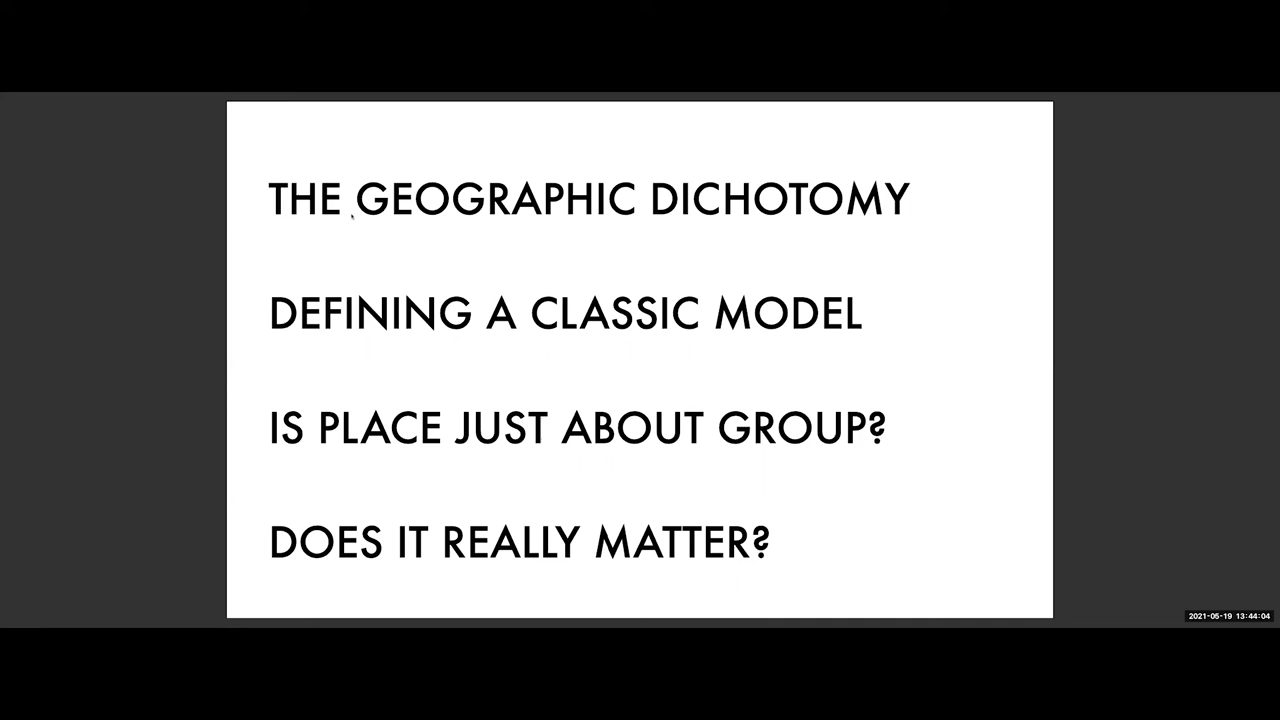 THE GEOGRAPHIC DICHOTOMY
DEFINING A CLASSIC MODEL
IS PLACE JUST ABOUT GROUP?
DOES IT REALLY MATTER?
2021-05-19 13:44:04